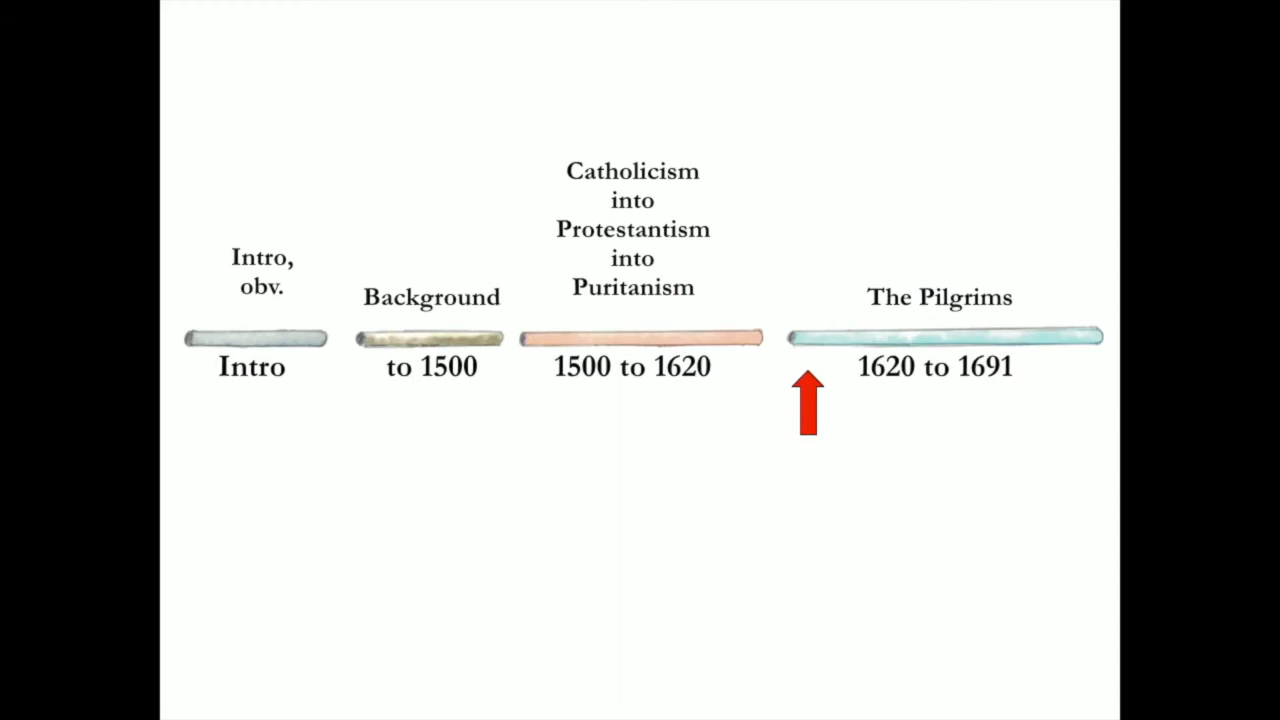 Intro,
obv.
Intro
Background
to 1500
Catholicism
into
Protestantism
into
Puritanism
1500 to 1620
The Pilgrims
1620 to 1691